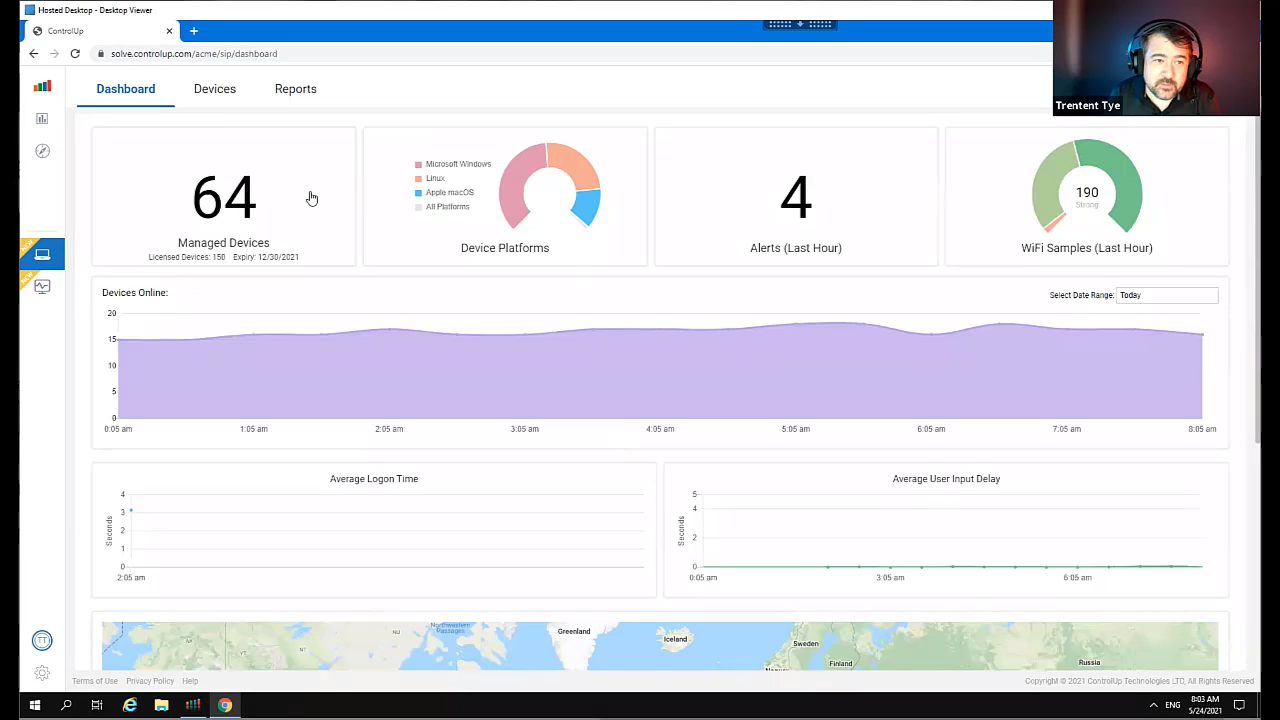 Hosted Desktop - Desktop Viewer
ControlUp
solve.controlup.com/acme/sip/dashboard
Trentent Tye
Dashboard
Devices
Reports
64
Managed Devices
Licensed Devices: 150 Expiry: 12/30/2021
Microsoft Windows
Linux
Apple macOS
All Platforms
Device Platforms
4
Alerts (Last Hour)
190
Strong
WiFi Samples (Last Hour)
Devices Online:
Select Date Range: Today
20
15
10
5
0
0:05 am 1:05 am 2:05 am 3:05 am 4:05 am 5:05 am 6:05 am 7:05 am 8:05 am
Average Logon Time
Seconds
4
3
2
1
0
2:05 am
Average User Input Delay
Seconds
5
4
2
0
0:05 am 3:05 am 6:05 am
NU
NT
Northwestern
Passages
Greenland
Iceland
Sweden
Finland
Russia
Terms of Use Privacy Policy Help
Copyright © 2021 ControlUp Technologies LTD, All Rights Reserved
TT
ENG
8:03 AM
5/24/2021